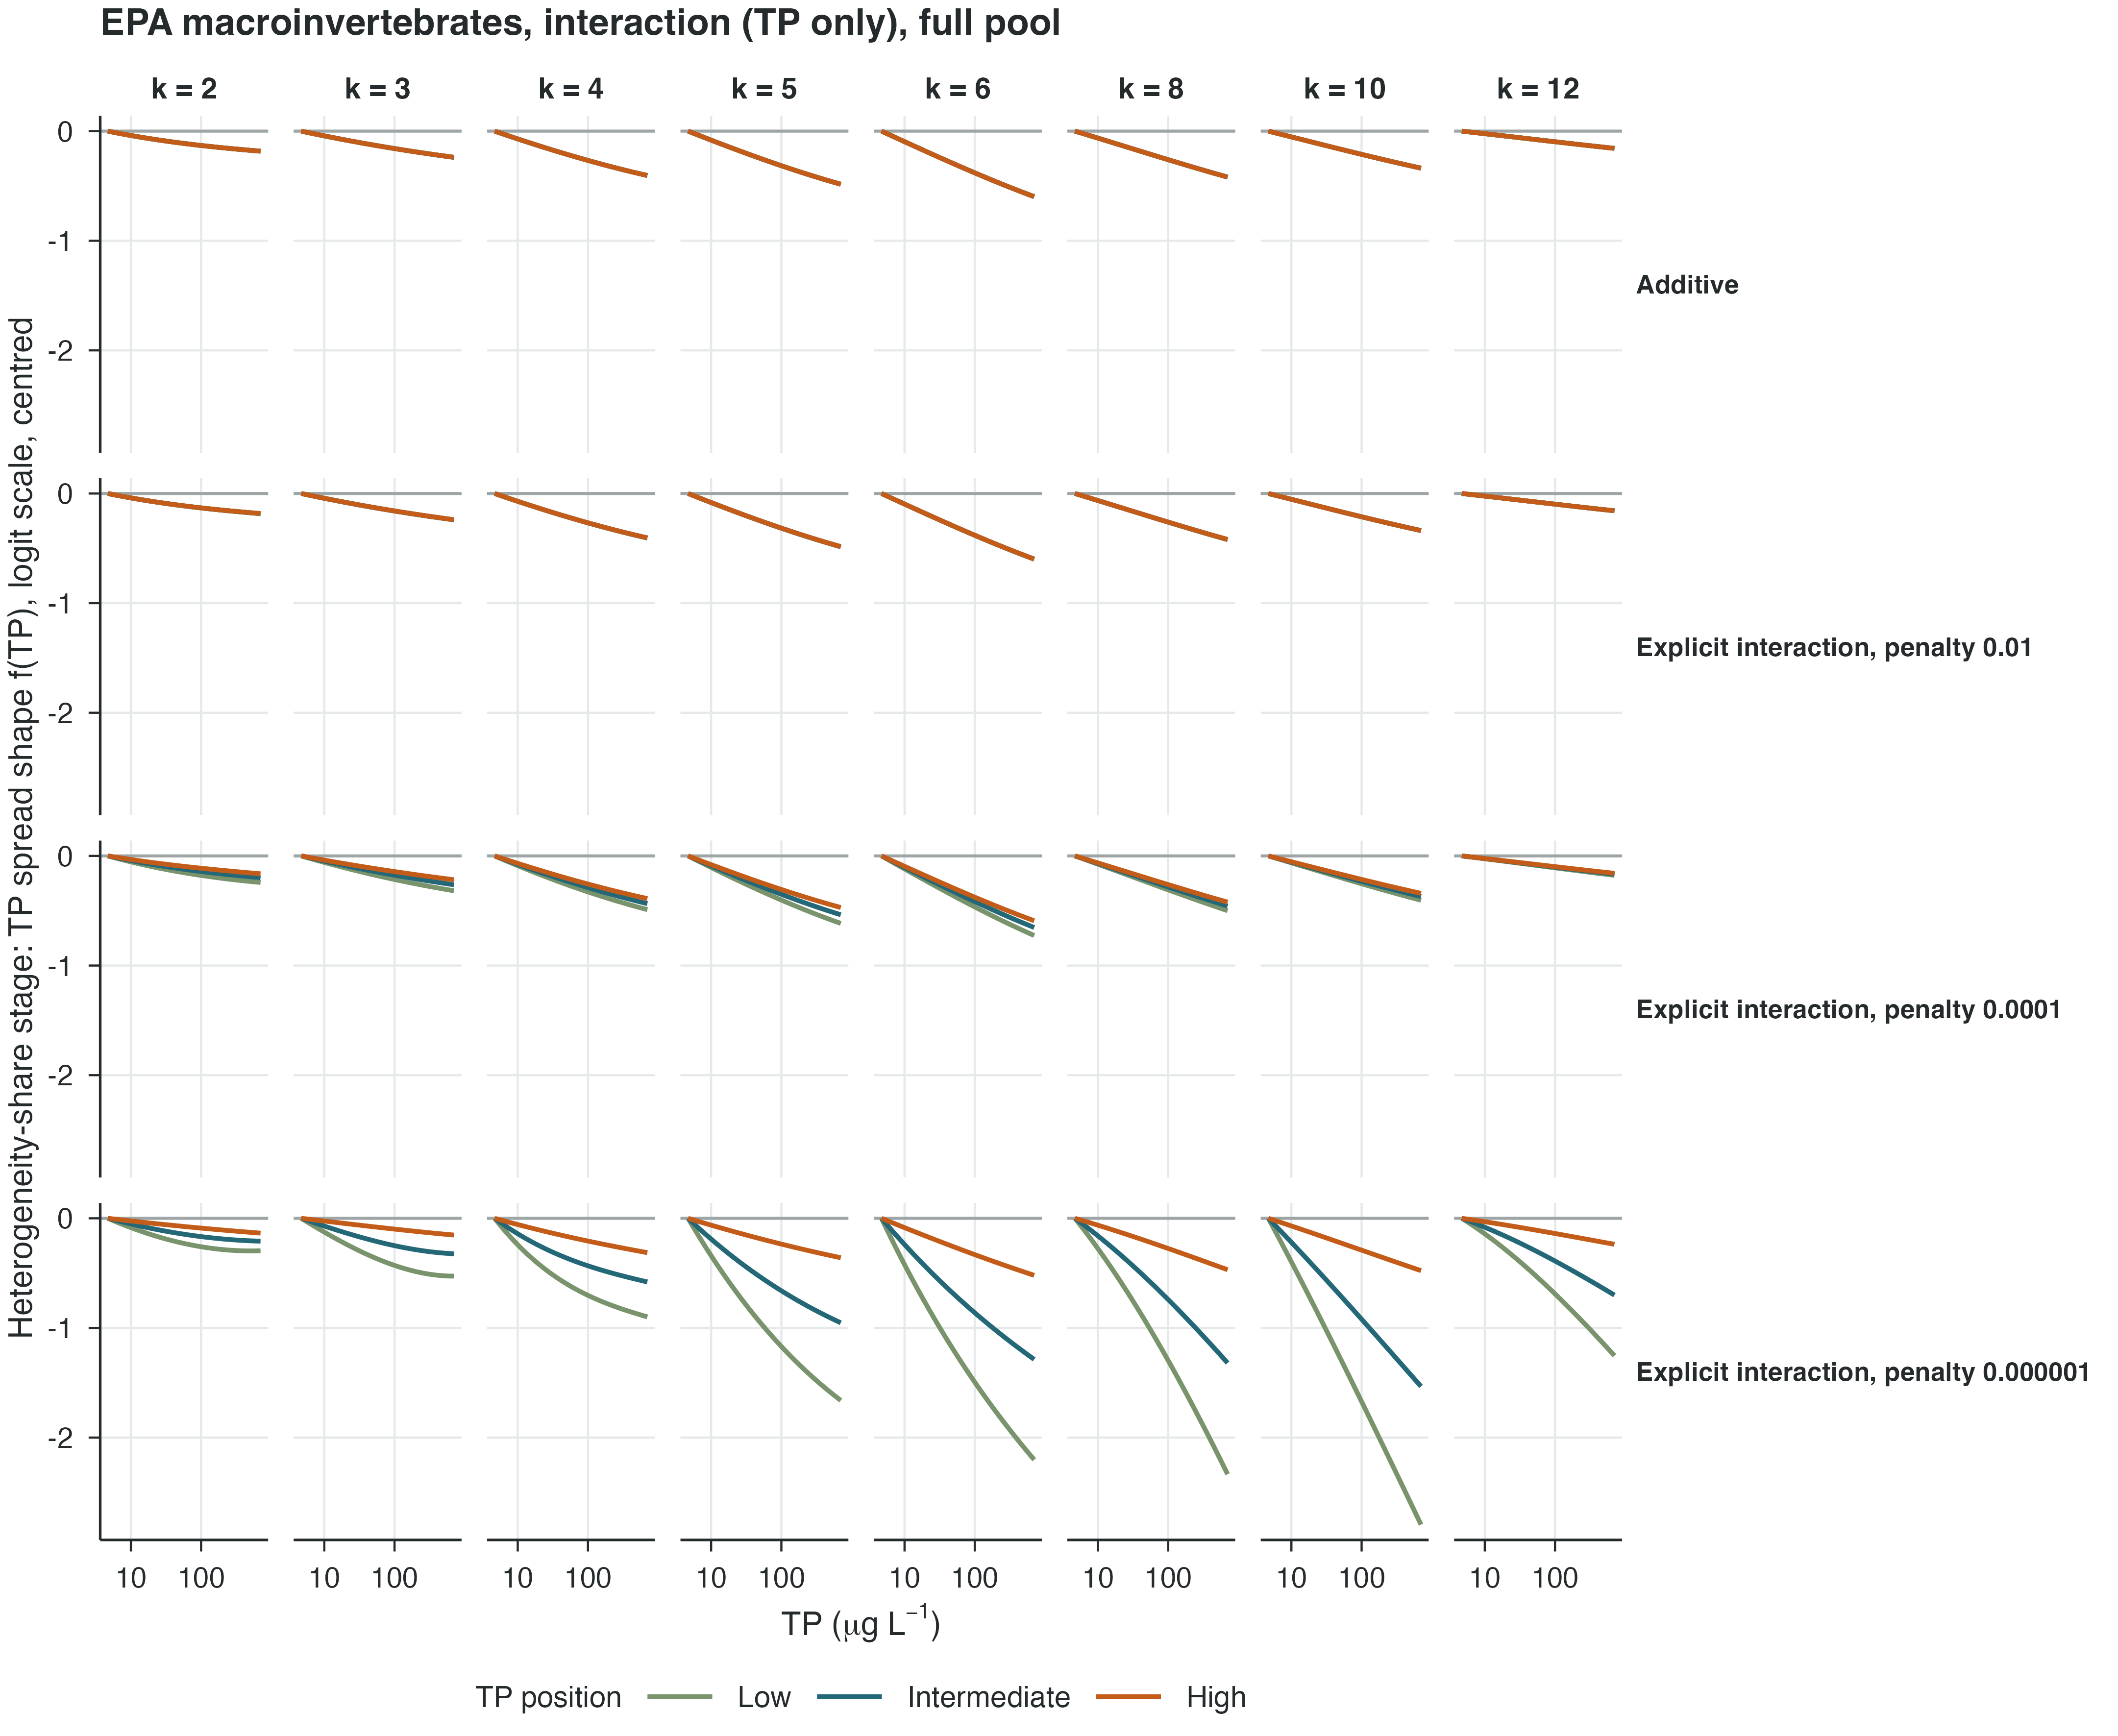 EPA macroinvertebrates, interaction (TP only), full pool
k = 2 k = 3 k = 4 k = 5 k = 6 k = 8 k = 10 k = 12
Heterogeneity-share stage: TP spread shape f(TP), logit scale, centred
0
-1
-2
Additive
0
-1
-2
Explicit interaction, penalty 0.01
0
-1
-2
Explicit interaction, penalty 0.0001
0
-1
-2
Explicit interaction, penalty 0.000001
10 100 10 100 10 100 10 100 10 100 10 100 10 100 10 100
TP (μg L⁻¹)
TP position Low Intermediate High